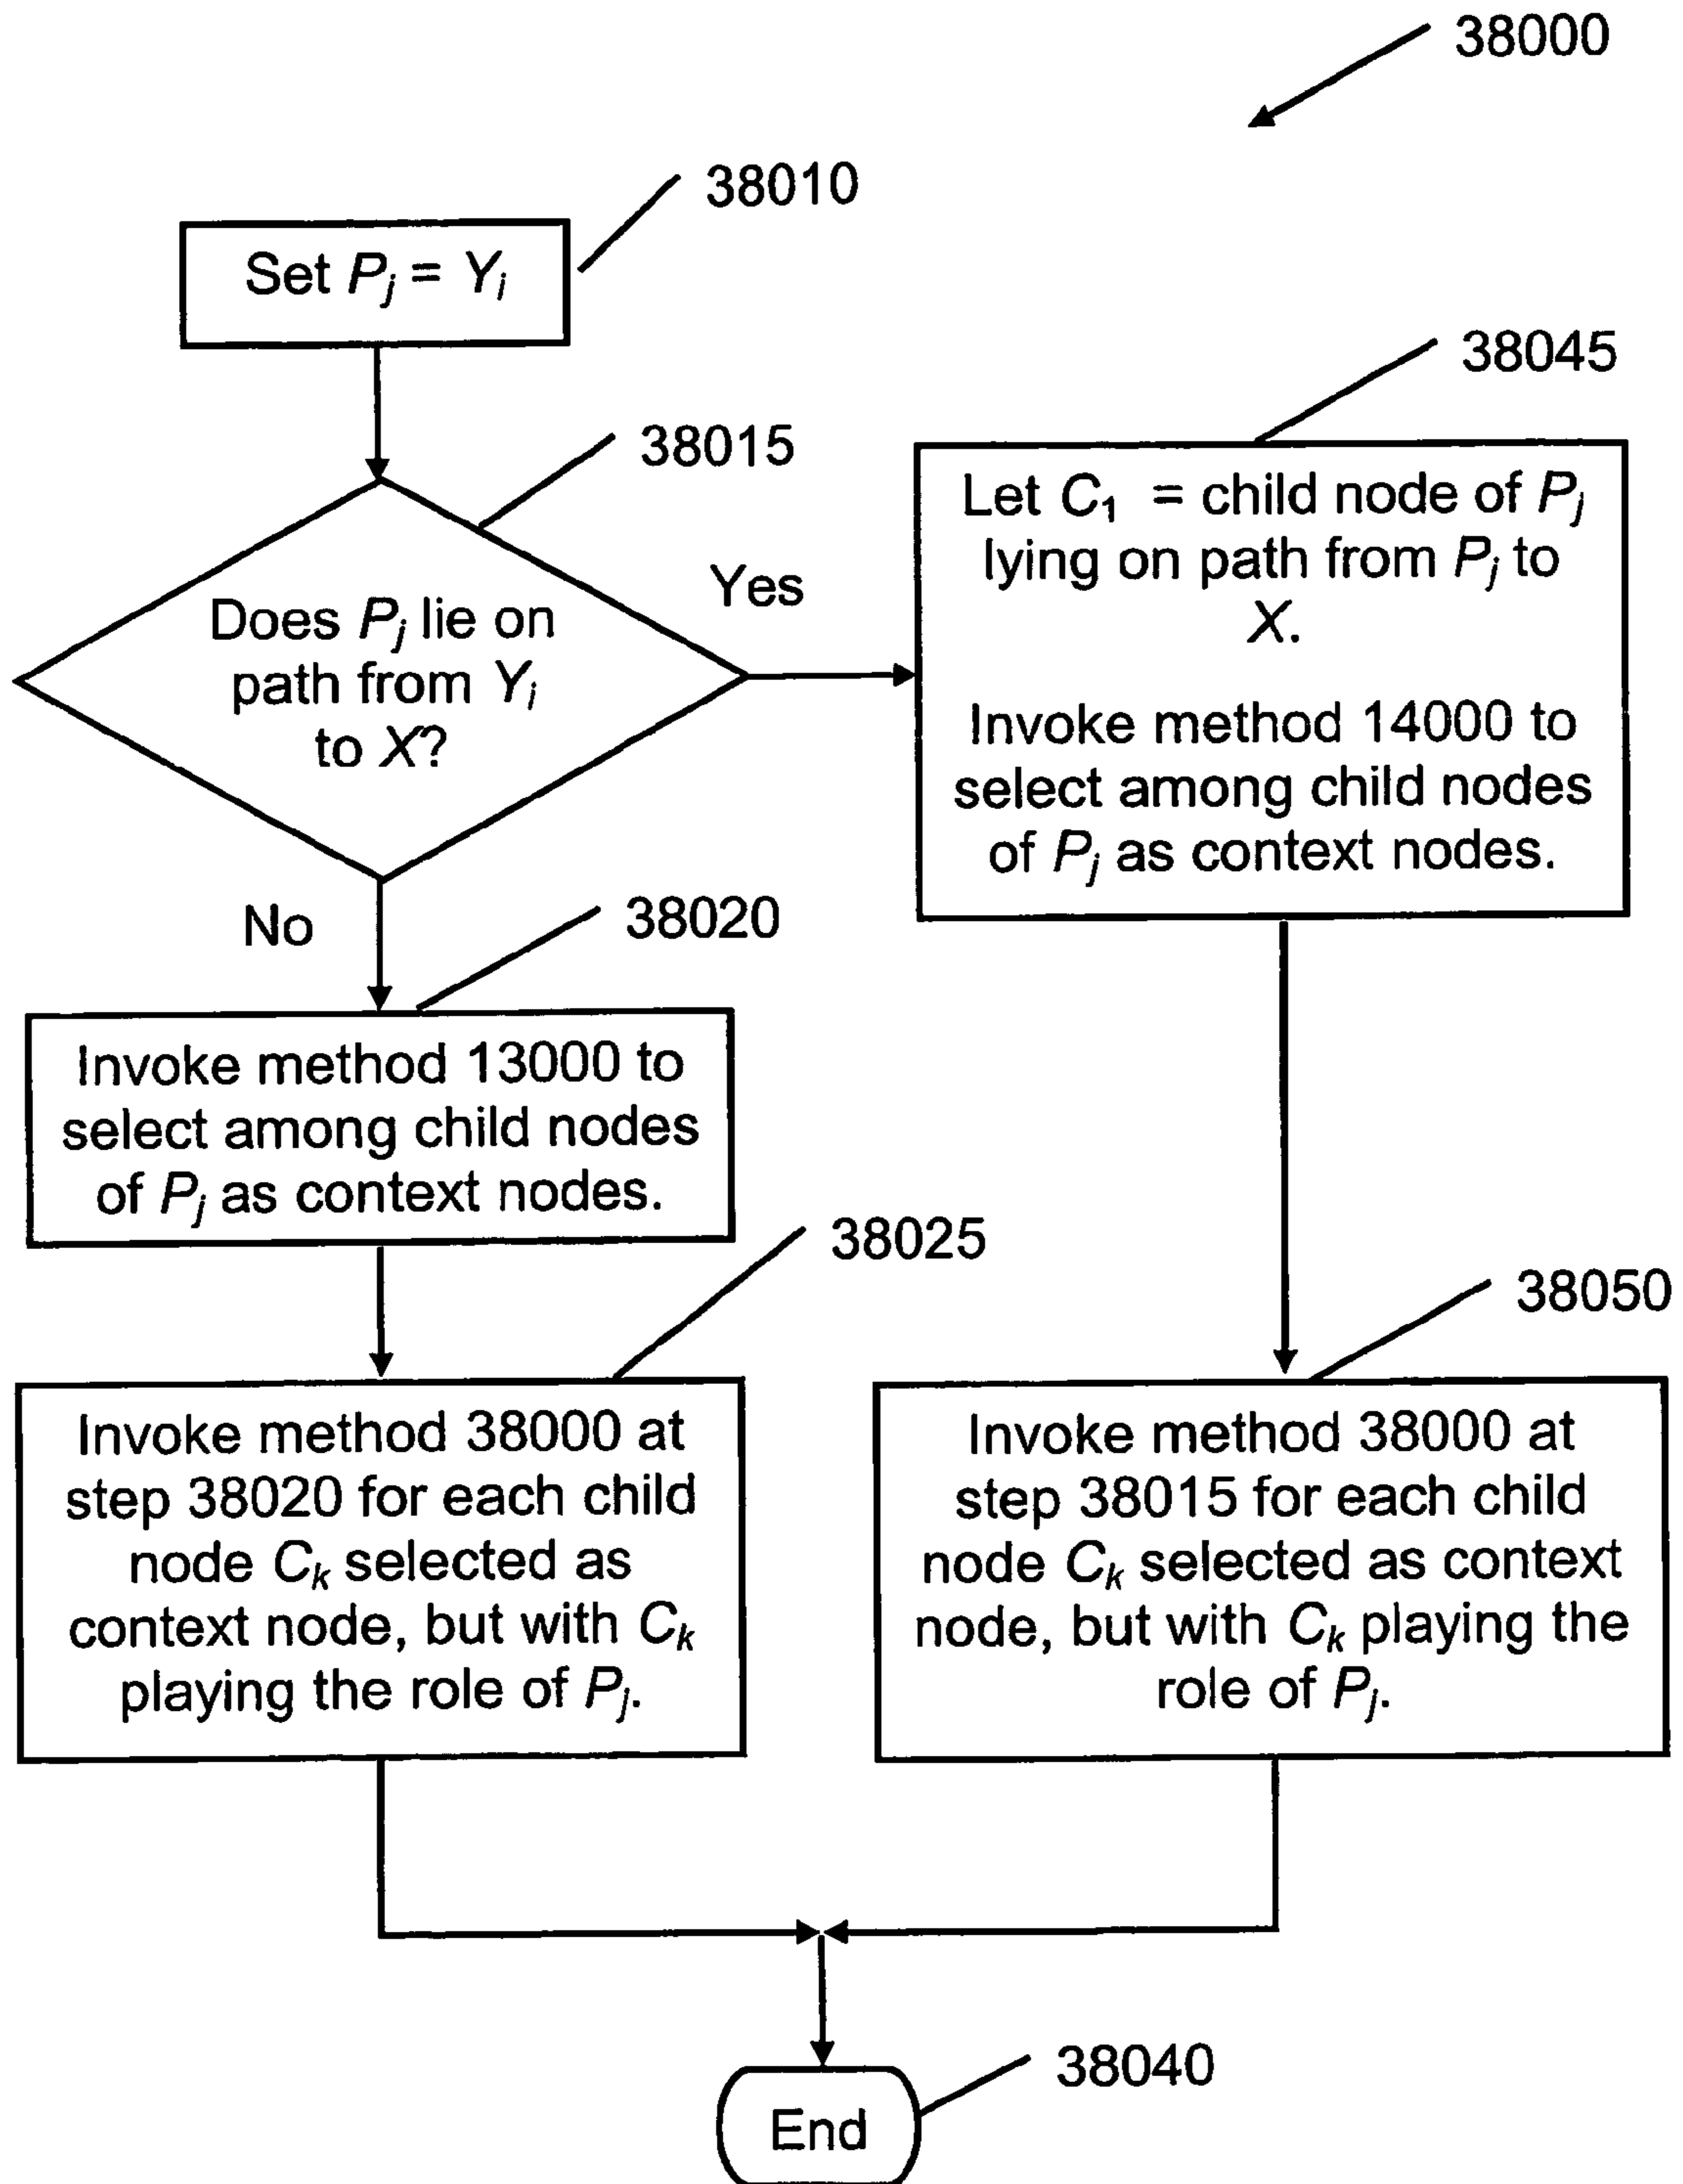 38000
38010
Set Pj = Yi
38015
Does Pj lie on
path from Yi
to X?
Yes
38045
Let C1 = child node of Pj
lying on path from Pj to
X.
Invoke method 14000 to
select among child nodes
of Pj as context nodes.
No
38020
Invoke method 13000 to
select among child nodes
of Pj as context nodes.
38025
Invoke method 38000 at
step 38020 for each child
node Ck selected as
context node, but with Ck
playing the role of Pj.
38050
Invoke method 38000 at
step 38015 for each child
node Ck selected as context
node, but with Ck playing the
role of Pj.
38040
End